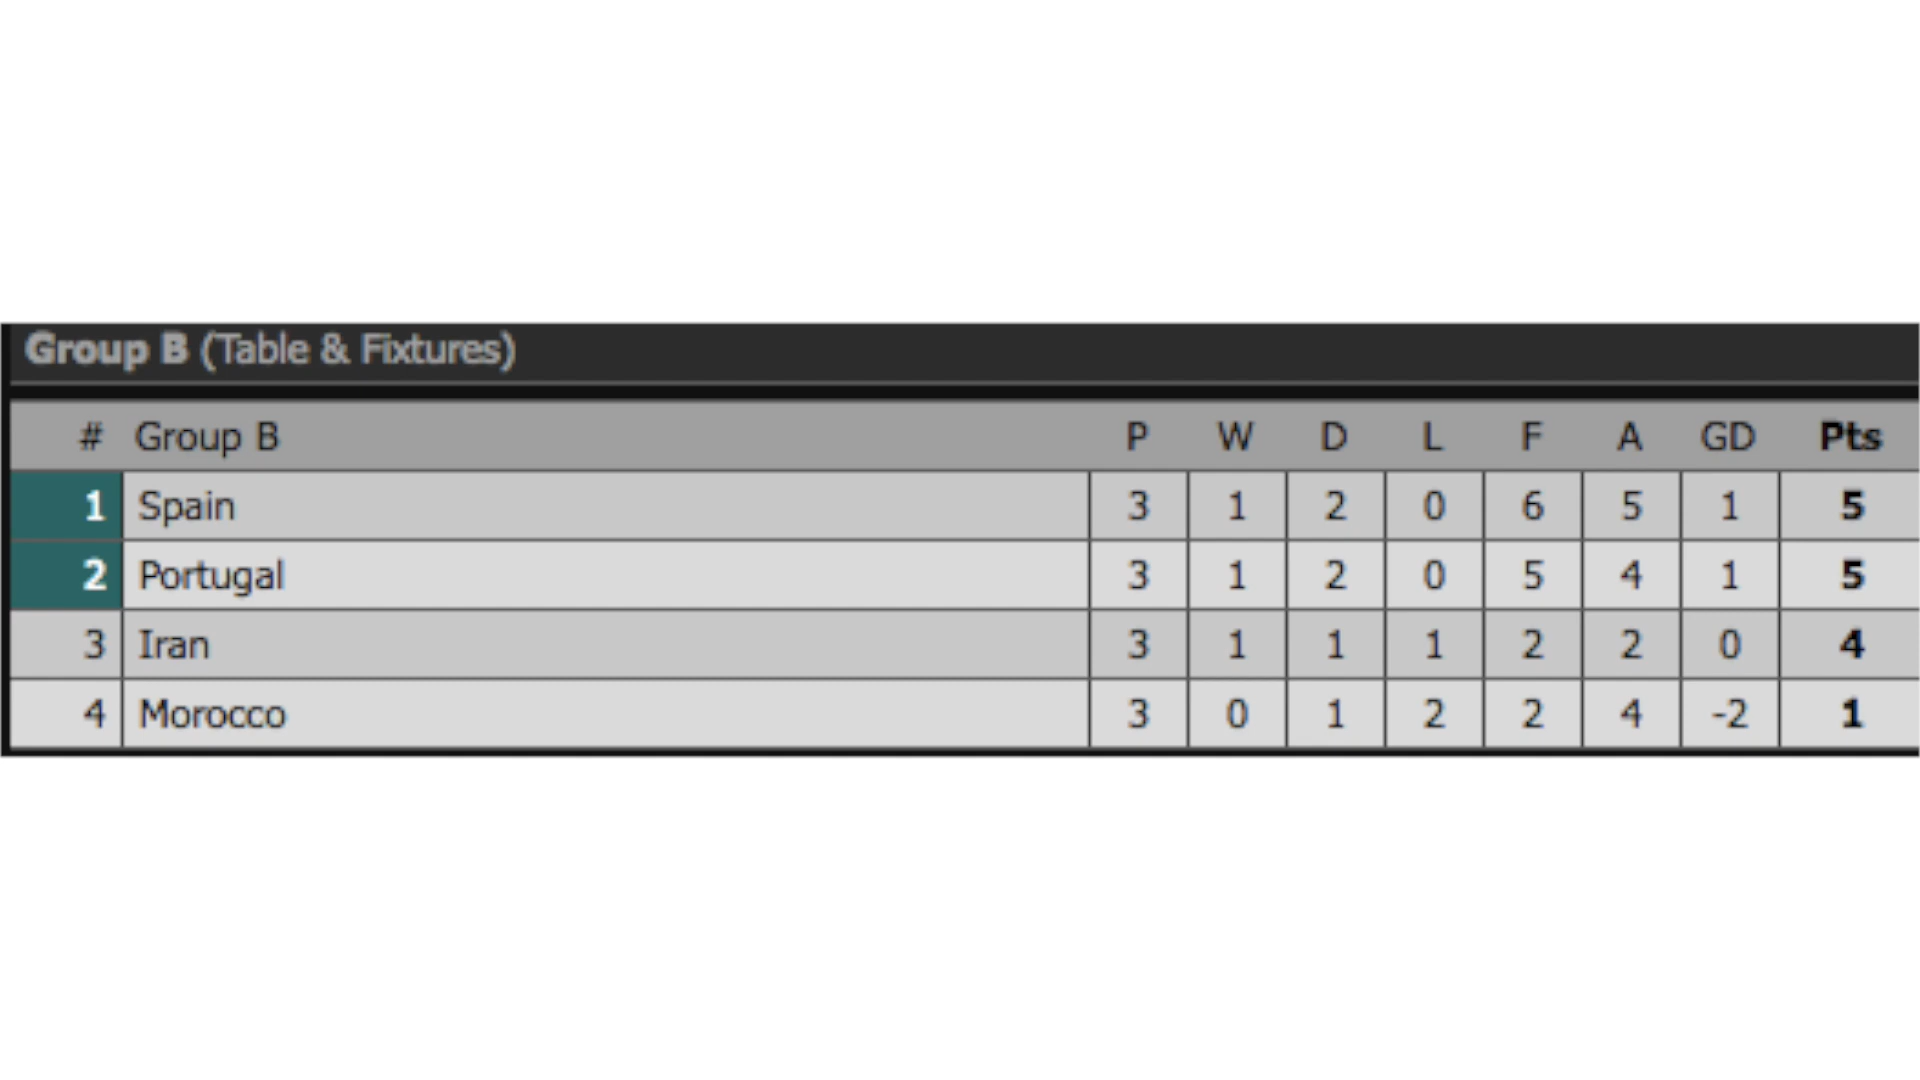 Group B (Table & Fixtures)
# Group B P W D L F A GD Pts
1 Spain 3 1 2 0 6 5 1 5
2 Portugal 3 1 2 0 5 4 1 5
3 Iran 3 1 1 1 2 2 0 4
4 Morocco 3 0 1 2 2 4 -2 1